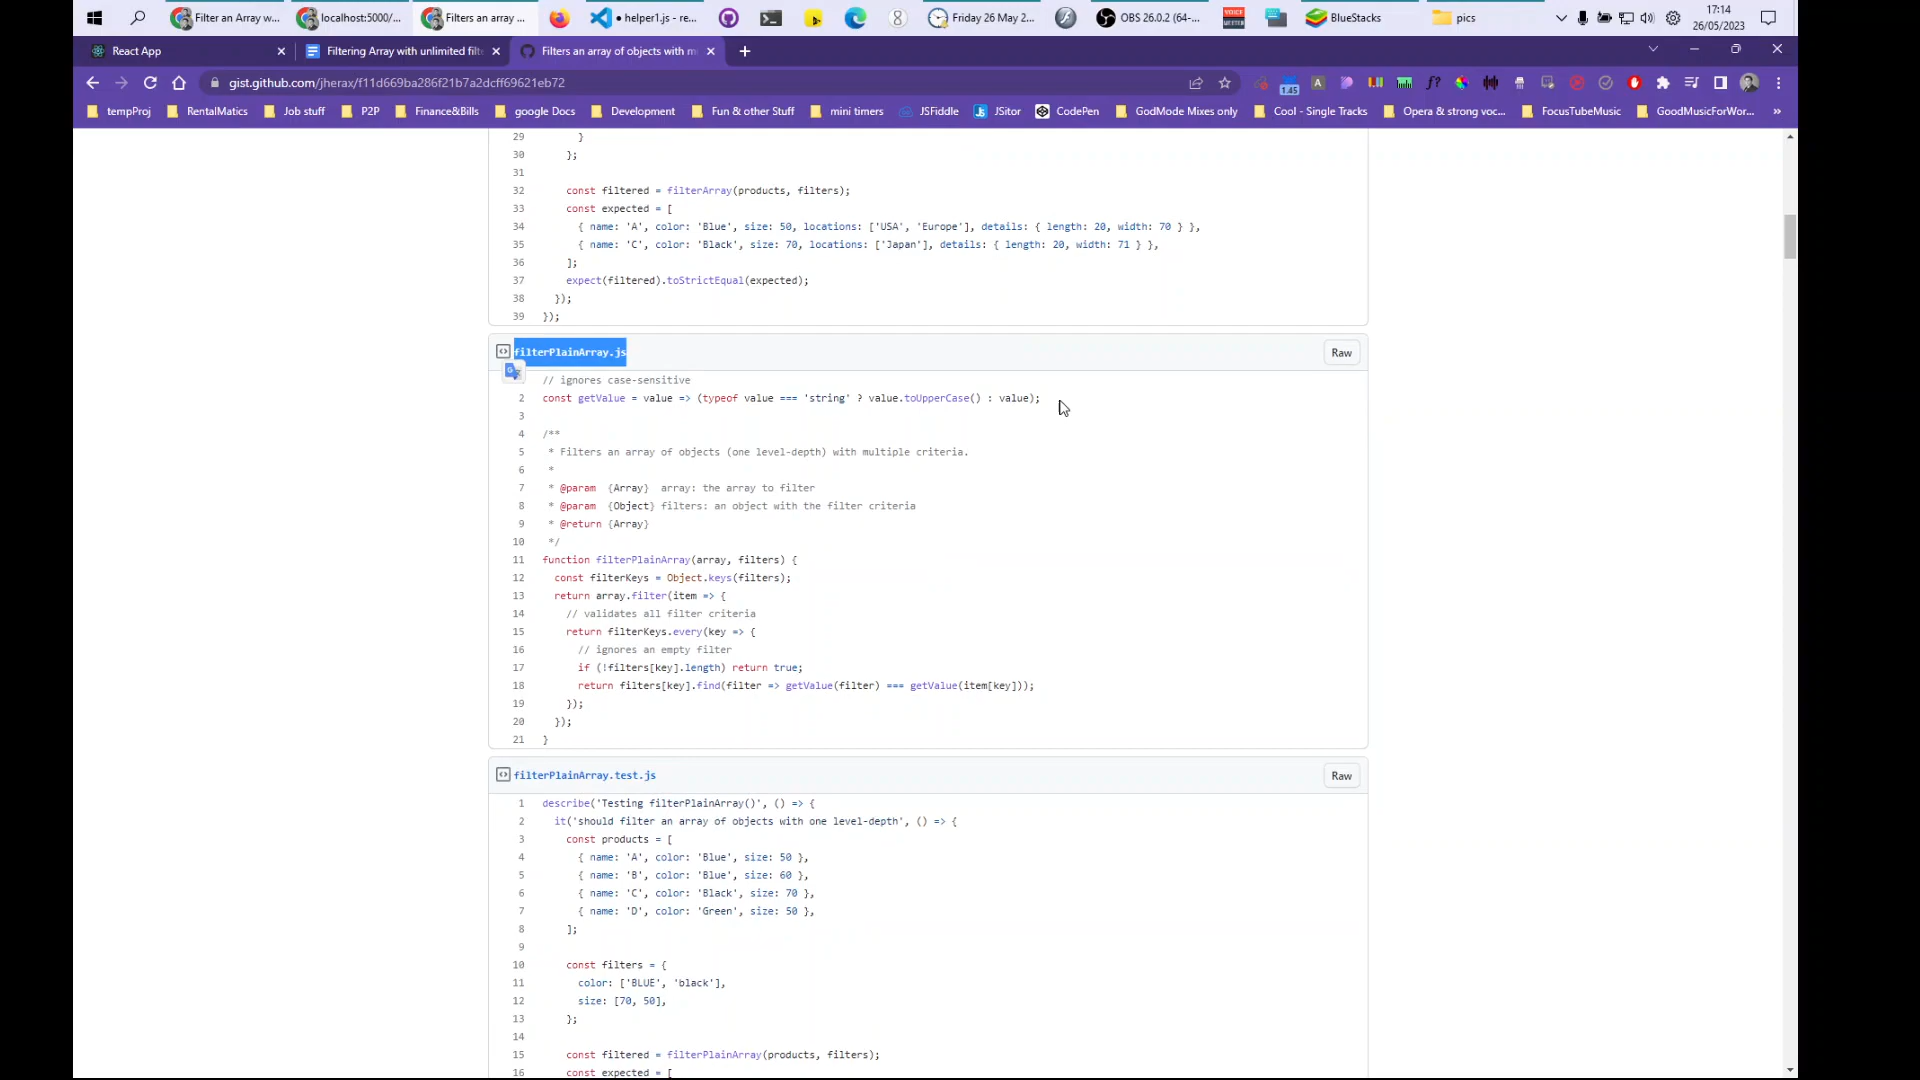 Filter an Array w...
localhost:5000/...
Filters an array ...
● helper1.js - re...
Friday 26 May 2...
OBS 26.0.2 (64-...
BlueStacks
pics
17:14
26/05/2023
React App
Filtering Array with unlimited filt
Filters an array of objects with m
gist.github.com/jherax/f11d669ba286f21b7a2dcff69621eb72
1.45
tempProj
RentalMatics
Job stuff
P2P
Finance&Bills
google Docs
Development
Fun & other Stuff
mini timers
JSFiddle
JSitor
CodePen
GodMode Mixes only
Cool - Single Tracks
Opera & strong voc...
FocusTubeMusic
GoodMusicForWor...
»
29 }
30 };
31
32 const filtered = filterArray(products, filters);
33 const expected = [
34 { name: 'A', color: 'Blue', size: 50, locations: ['USA', 'Europe'], details: { length: 20, width: 70 } },
35 { name: 'C', color: 'Black', size: 70, locations: ['Japan'], details: { length: 20, width: 71 } },
36 ];
37 expect(filtered).toStrictEqual(expected);
38 });
39 });
filterPlainArray.js
Raw
// ignores case-sensitive
2 const getValue = value => (typeof value === 'string' ? value.toUpperCase() : value);
3
4 /**
5 * Filters an array of objects (one level-depth) with multiple criteria.
6 *
7 * @param {Array} array: the array to filter
8 * @param {Object} filters: an object with the filter criteria
9 * @return {Array}
10 */
11 function filterPlainArray(array, filters) {
12 const filterKeys = Object.keys(filters);
13 return array.filter(item => {
14 // validates all filter criteria
15 return filterKeys.every(key => {
16 // ignores an empty filter
17 if (!filters[key].length) return true;
18 return filters[key].find(filter => getValue(filter) === getValue(item[key]));
19 });
20 });
21 }
filterPlainArray.test.js
Raw
1 describe('Testing filterPlainArray()', () => {
2 it('should filter an array of objects with one level-depth', () => {
3 const products = [
4 { name: 'A', color: 'Blue', size: 50 },
5 { name: 'B', color: 'Blue', size: 60 },
6 { name: 'C', color: 'Black', size: 70 },
7 { name: 'D', color: 'Green', size: 50 },
8 ];
9
10 const filters = {
11 color: ['BLUE', 'black'],
12 size: [70, 50],
13 };
14
15 const filtered = filterPlainArray(products, filters);
16 const expected = [